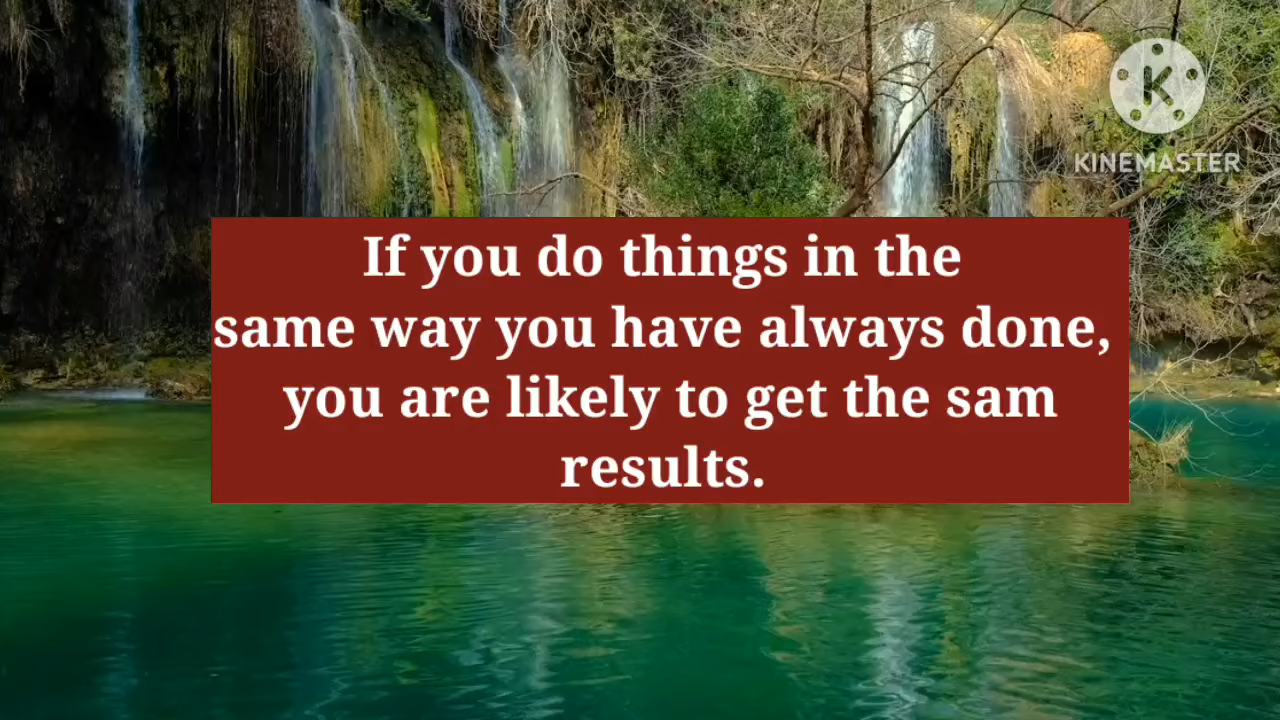 K
KINEMASTER
If you do things in the
same way you have always done,
you are likely to get the sam
results.